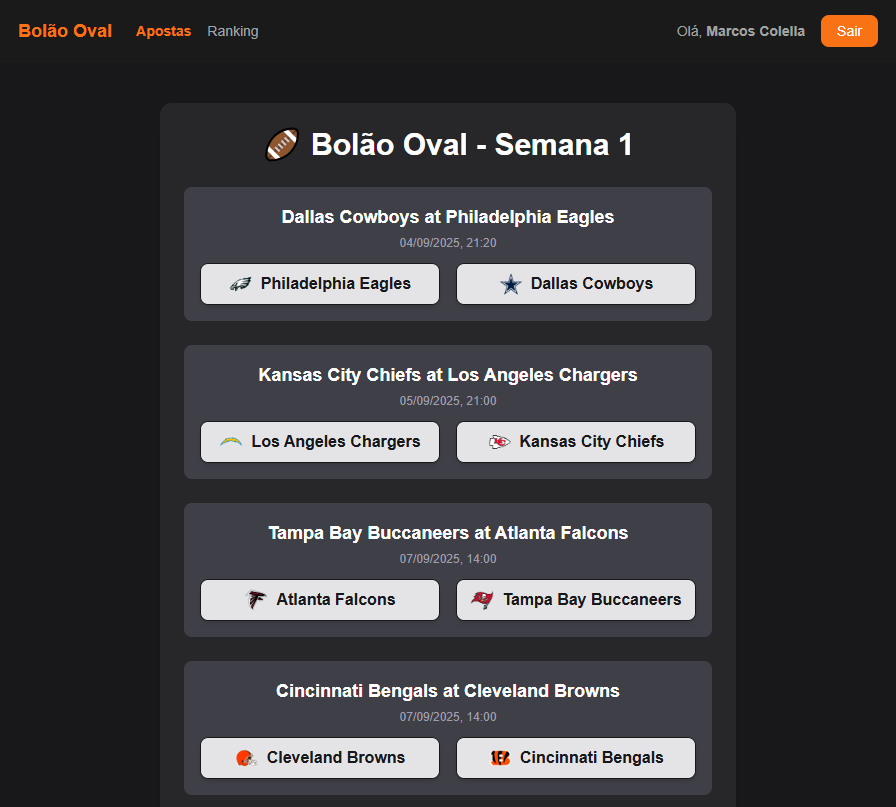 Bolão Oval Apostas Ranking Olá, Marcos Colella Sair
Bolão Oval - Semana 1
Dallas Cowboys at Philadelphia Eagles
04/09/2025, 21:20
Philadelphia Eagles Dallas Cowboys
Kansas City Chiefs at Los Angeles Chargers
05/09/2025, 21:00
Los Angeles Chargers Kansas City Chiefs
Tampa Bay Buccaneers at Atlanta Falcons
07/09/2025, 14:00
Atlanta Falcons Tampa Bay Buccaneers
Cincinnati Bengals at Cleveland Browns
07/09/2025, 14:00
Cleveland Browns Cincinnati Bengals